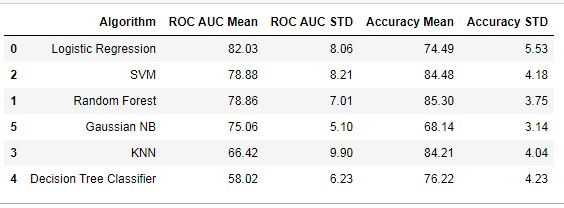 Algorithm ROC AUC Mean ROC AUC STD Accuracy Mean Accuracy STD
0 Logistic Regression 82.03 8.06 74.49 5.53
2 SVM 78.88 8.21 84.48 4.18
1 Random Forest 78.86 7.01 85.30 3.75
5 Gaussian NB 75.06 5.10 68.14 3.14
3 KNN 66.42 9.90 84.21 4.04
4 Decision Tree Classifier 58.02 6.23 76.22 4.23